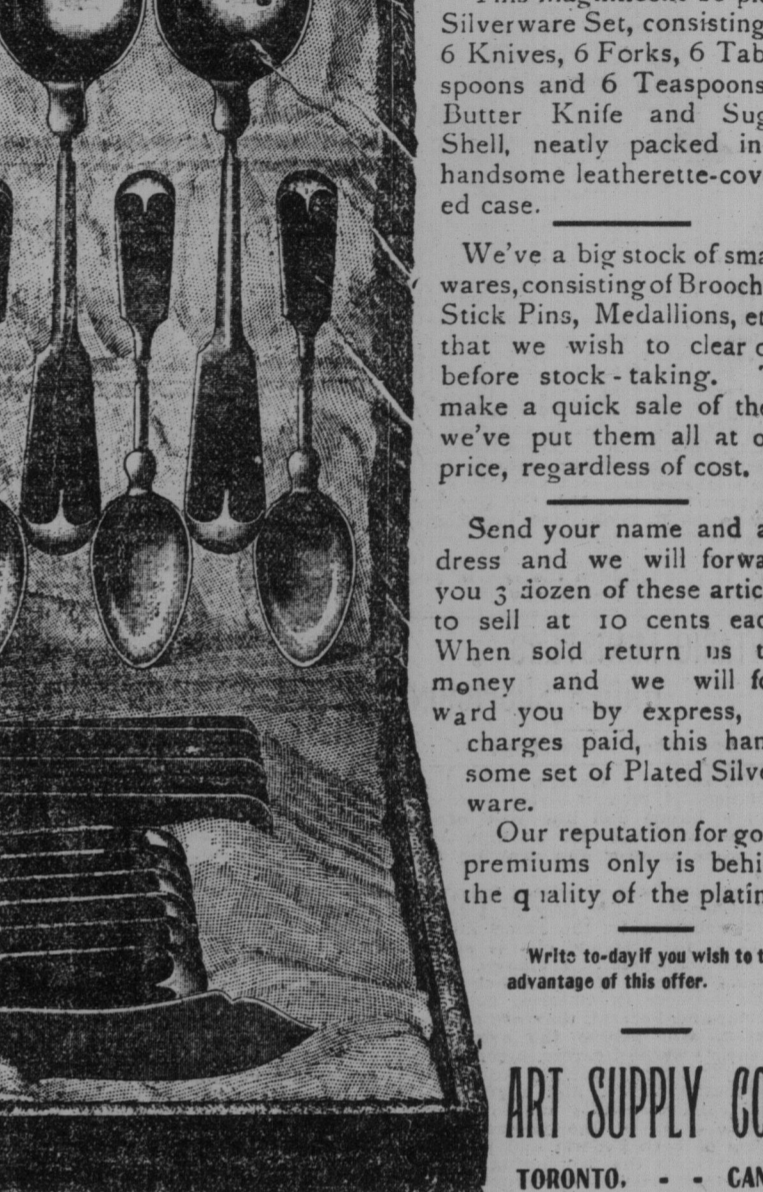 Silverware Set, consisting
6 Knives, 6 Forks, 6 Tab
spoons and 6 Teaspoons
Butter Knife and Sug
Shell, neatly packed in
handsome leatherette-cov
ed case.
We've a big stock of sma
wares, consisting of Brooch
Stick Pins, Medallions, e
that we wish to clear o
before stock-taking.
make a quick sale of the
we've put them all at o
price, regardless of cost.
Send your name and a
dress and we will forwa
you 3 dozen of these artic
to sell at 10 cents eac
When sold return us t
money and we will fo
ward you by express,
charges paid, this han
some set of Plated Silve
ware.
Our reputation for go
premiums only is behi
the q iality of the platin
Write to-day if you wish to t
advantage of this offer.
ART SUPPLY CO
TORONTO. - - CAN